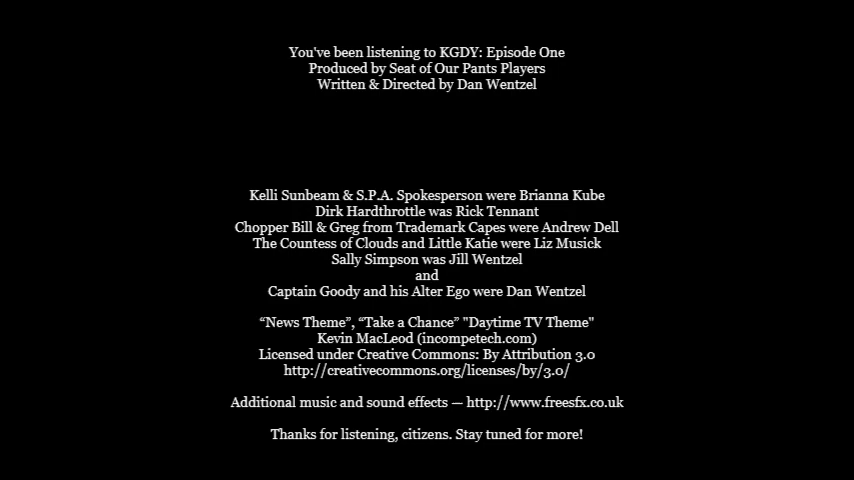 You've been listening to KGDY: Episode One
Produced by Seat of Our Pants Players
Written & Directed by Dan Wentzel
Kelli Sunbeam & S.P.A. Spokesperson were Brianna Kube
Dirk Hardthrottle was Rick Tennant
Chopper Bill & Greg from Trademark Capes were Andrew Dell
The Countess of Clouds and Little Katie were Liz Musick
Sally Simpson was Jill Wentzel
and
Captain Goody and his Alter Ego were Dan Wentzel
“News Theme”, “Take a Chance” "Daytime TV Theme"
Kevin MacLeod (incompetech.com)
Licensed under Creative Commons: By Attribution 3.0
http://creativecommons.org/licenses/by/3.0/
Additional music and sound effects — http://www.freesfx.co.uk
Thanks for listening, citizens. Stay tuned for more!